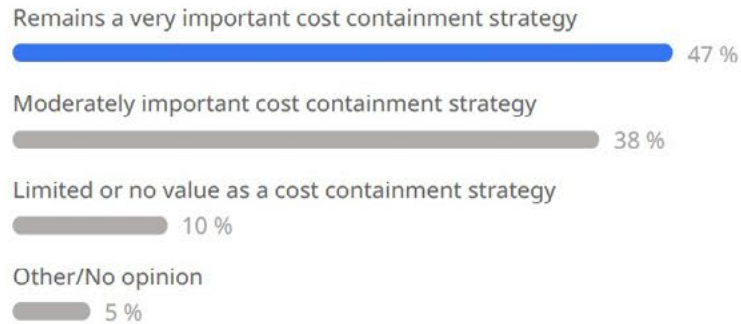 Remains a very important cost containment strategy
47 %
Moderately important cost containment strategy
38 %
Limited or no value as a cost containment strategy
10 %
Other/No opinion
5 %